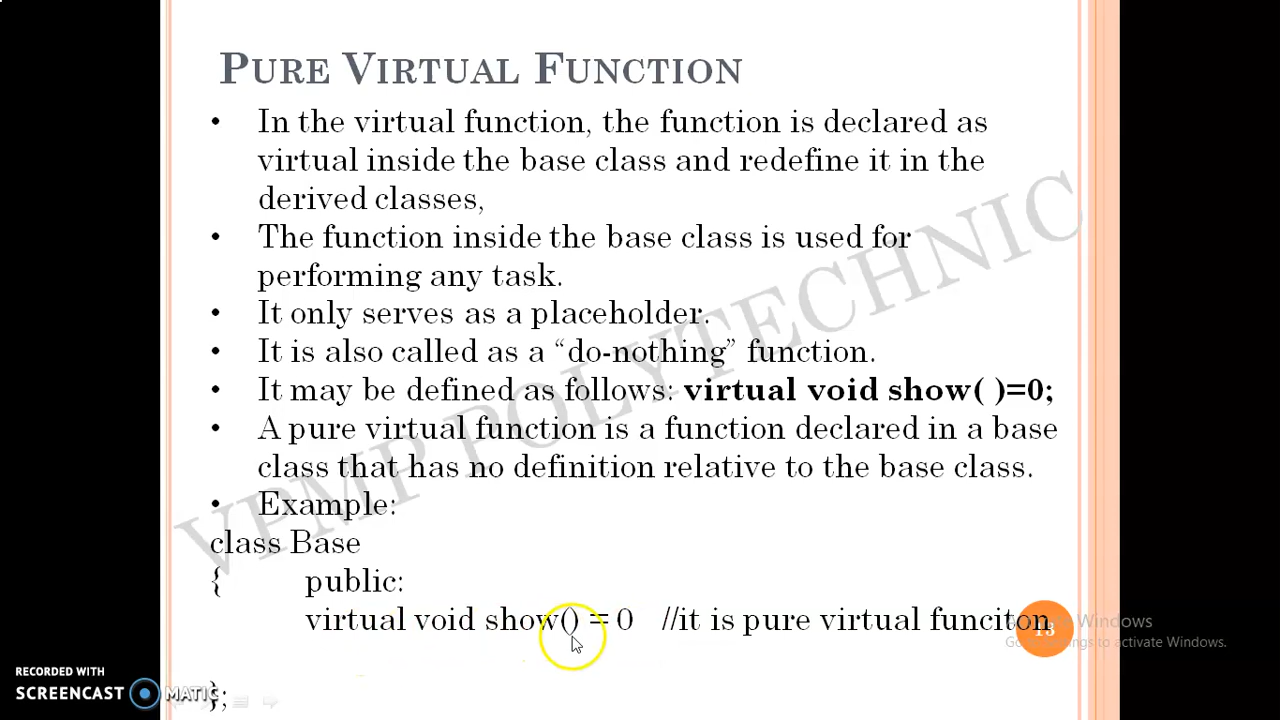 PURE VIRTUAL FUNCTION
• In the virtual function, the function is declared as
virtual inside the base class and redefine it in the
derived classes,
• The function inside the base class is used for
performing any task.
• It only serves as a placeholder.
• It is also called as a “do-nothing” function.
• It may be defined as follows: virtual void show( )=0;
• A pure virtual function is a function declared in a base
class that has no definition relative to the base class.
• Example:
class Base
{ public:
virtual void show() = 0 //it is pure virtual funciton
};
VPMP POLYTECHNIC
13
Windows
to activate Windows.
RECORDED WITH
SCREENCAST MATIC